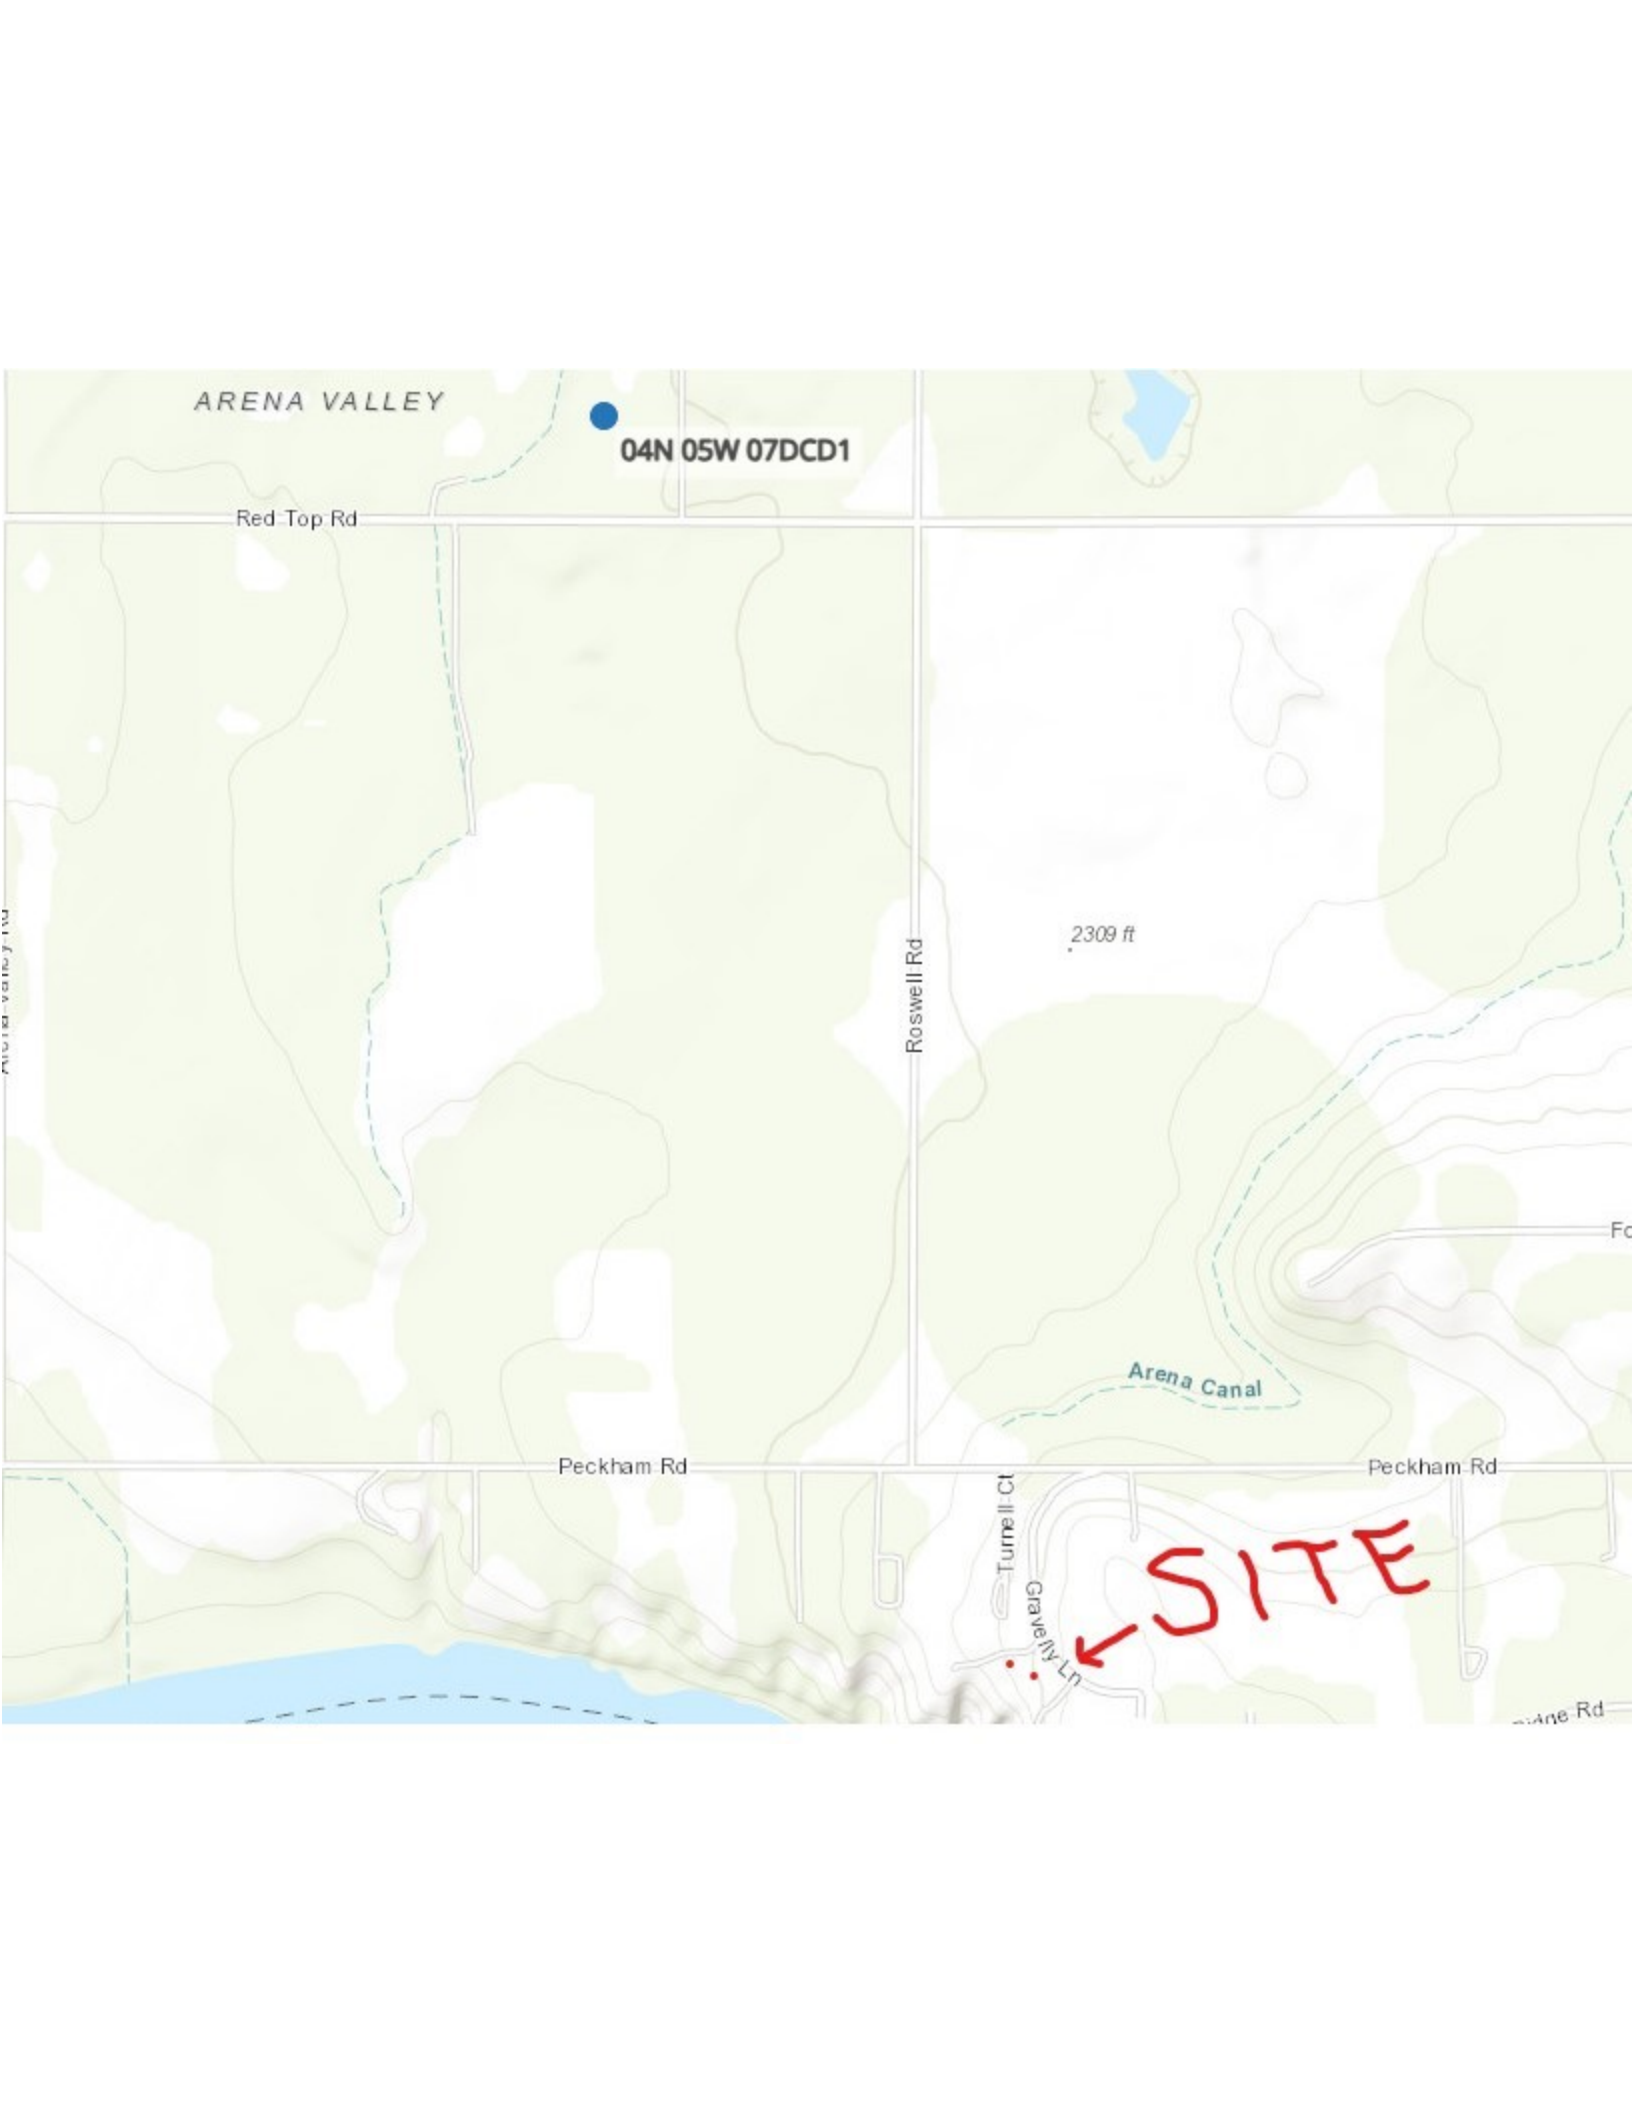 ARENA VALLEY
04N 05W 07DCD1
Red Top Rd
2309 ft
Roswell Rd
Arena Canal
Peckham Rd
Peckham Rd
Turnell Ct
SITE
Gravelly Ln
Rd